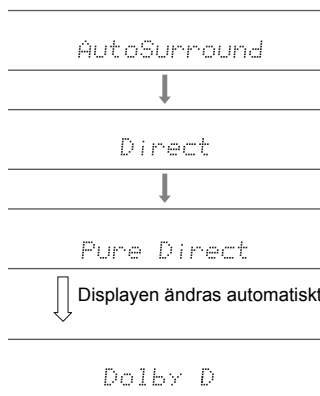 AutoSurround
Direct
Pure Direct
Displayen ändras automatiskt
Dolby D